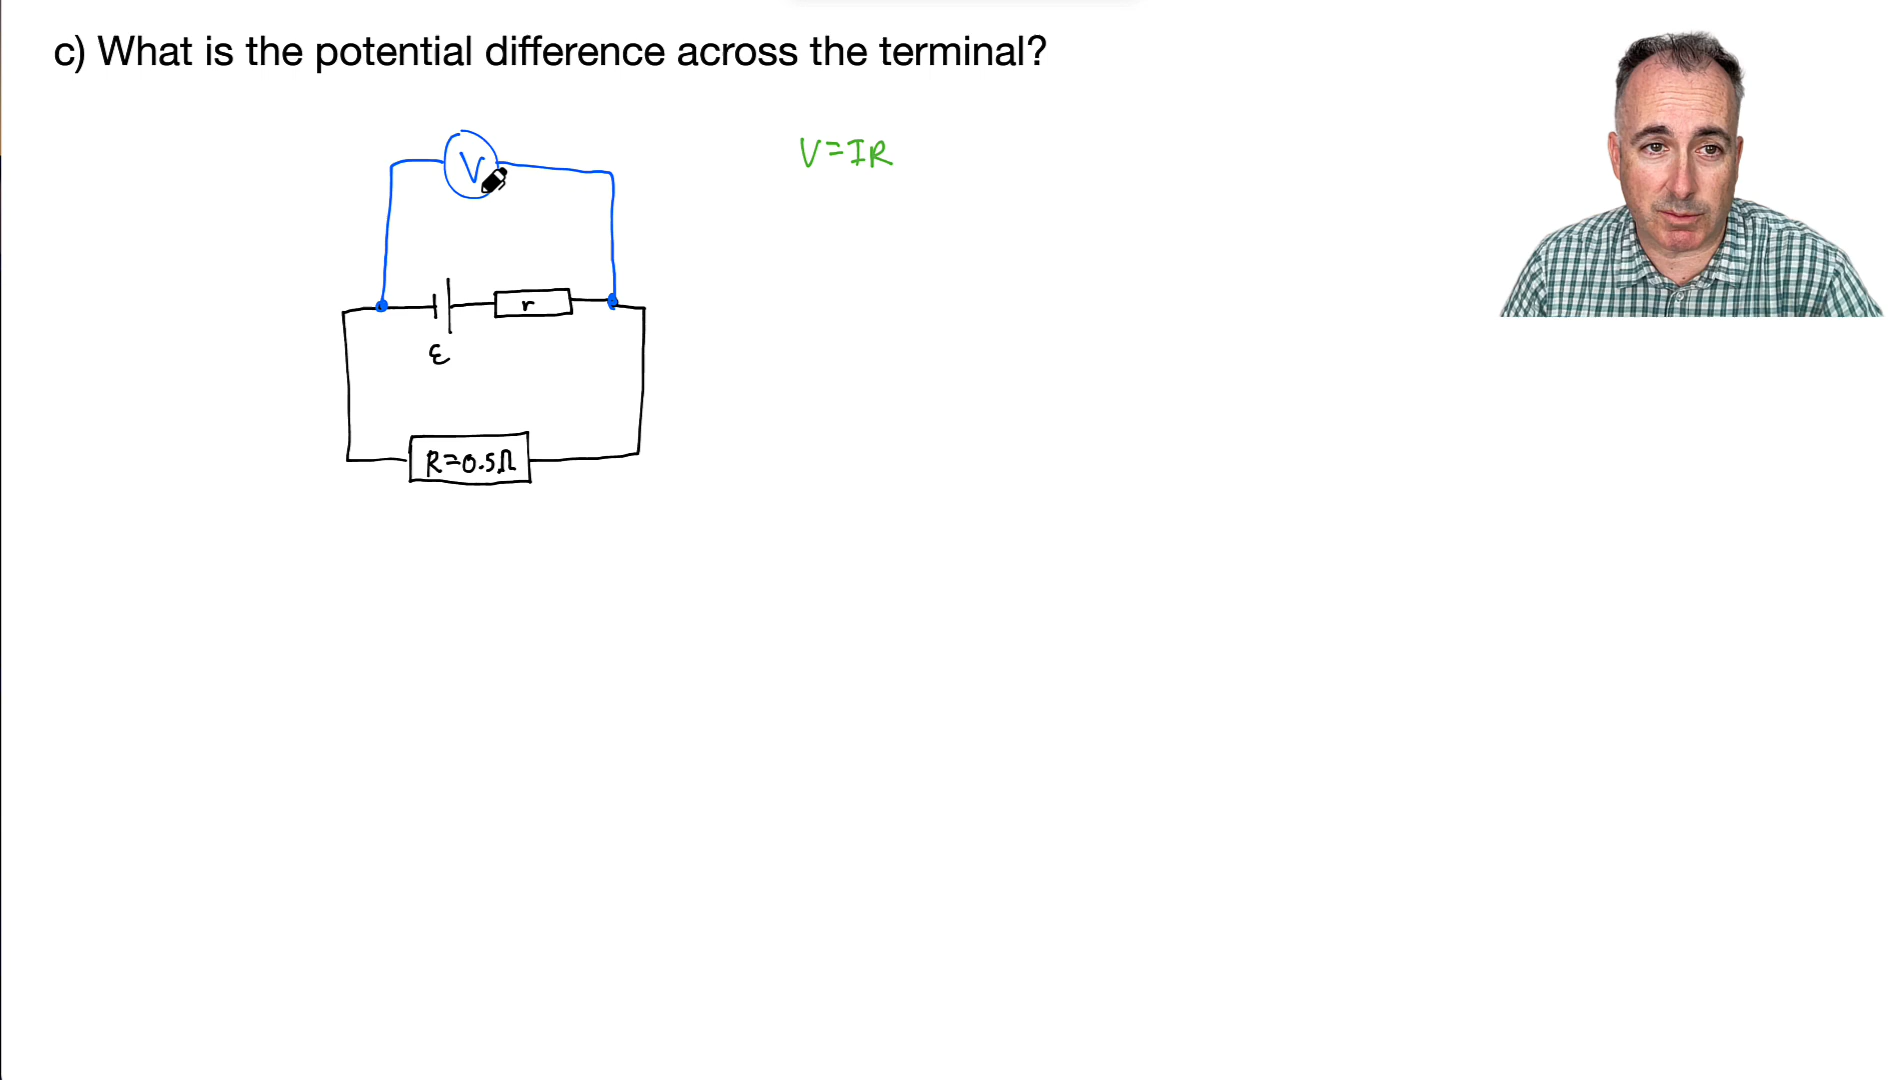 c) What is the potential difference across the terminal?
V
V=IR
r
ε
R=0.5Ω